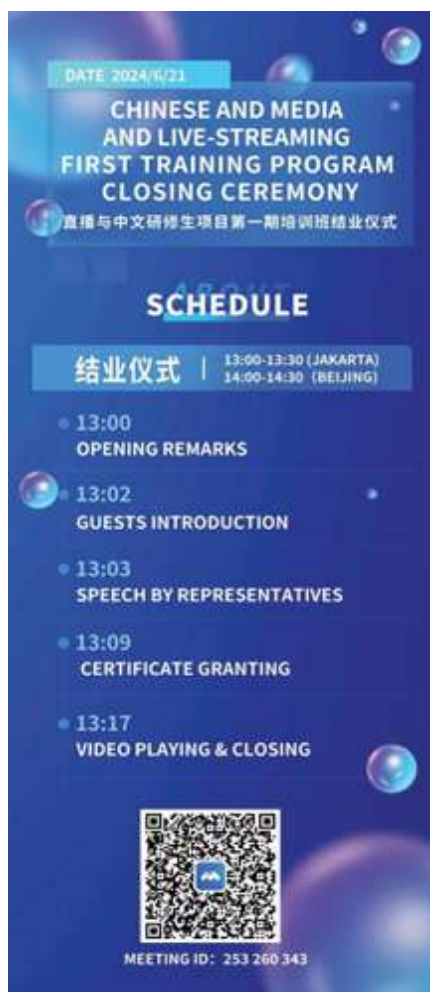 DATE 2024/6/21
CHINESE AND MEDIA
AND LIVE-STREAMING
FIRST TRAINING PROGRAM
CLOSING CEREMONY
直播与中文研修生项目第一期培训班结业仪式
ABOUT
SCHEDULE
结业仪式 | 13:00-13:30 (JAKARTA)
14:00-14:30（BEIJING)
13:00
OPENING REMARKS
13:02
GUESTS INTRODUCTION
13:03
SPEECH BY REPRESENTATIVES
13:09
CERTIFICATE GRANTING
13:17
VIDEO PLAYING & CLOSING
MEETING ID：253 260 343